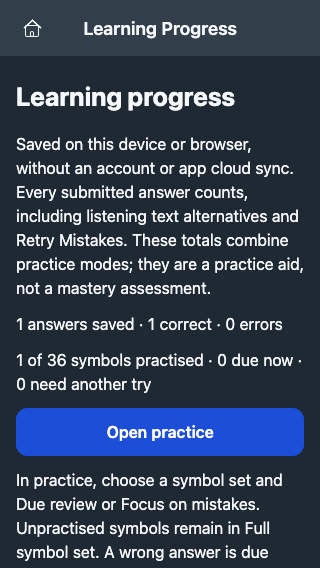 Learning Progress
Learning progress
Saved on this device or browser,
without an account or app cloud sync.
Every submitted answer counts,
including listening text alternatives and
Retry Mistakes. These totals combine
practice modes; they are a practice aid,
not a mastery assessment.
1 answers saved · 1 correct · 0 errors
1 of 36 symbols practised · 0 due now ·
0 need another try
Open practice
In practice, choose a symbol set and
Due review or Focus on mistakes.
Unpractised symbols remain in Full
symbol set. A wrong answer is due